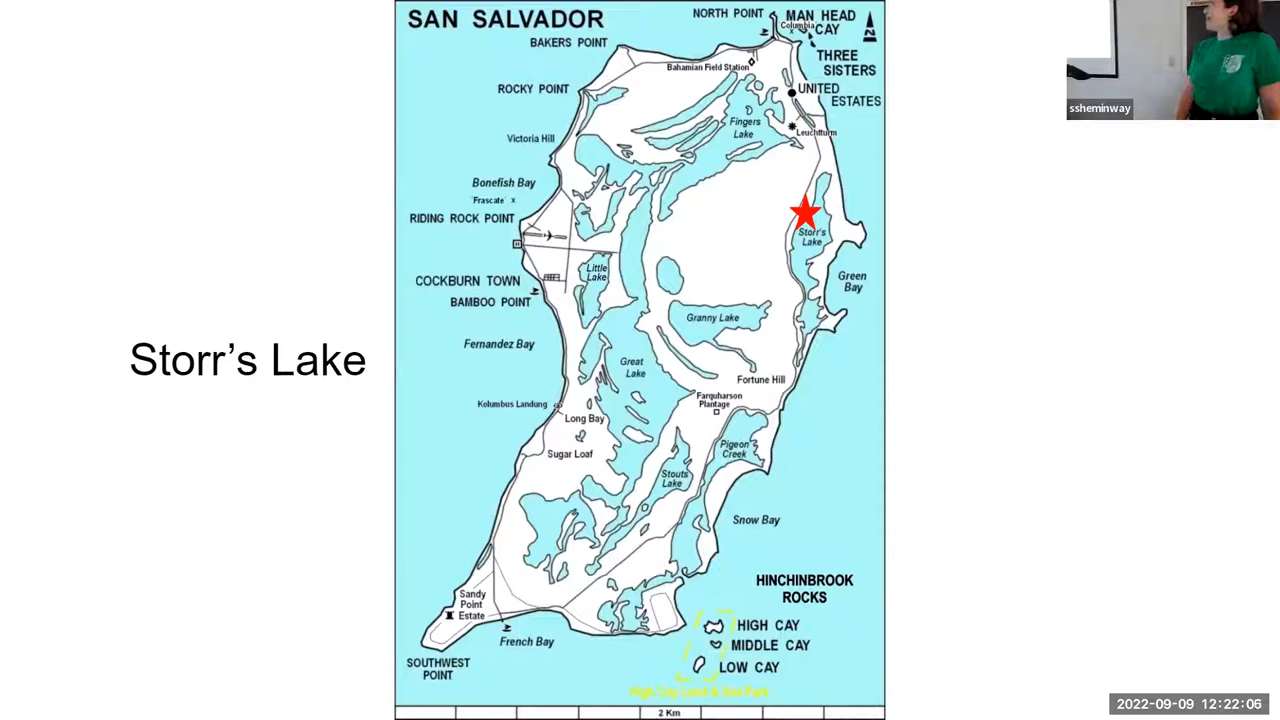 SAN SALVADOR
NORTH POINT
MAN HEAD
CAY
Columbia
N
BAKERS POINT
THREE
SISTERS
Bahamian Field Station
ROCKY POINT
UNITED
ESTATES
Fingers
Lake
Leuchtturm
Victoria Hill
Bonefish Bay
'Frascate' x
RIDING ROCK POINT
Storr's
Lake
Little
Lake
Green
Bay
COCKBURN TOWN
BAMBOO POINT
Granny Lake
Fernandez Bay
Storr's Lake
Great
Lake
Fortune Hill
Farquharson
Plantage
Kolumbus Landung
Long Bay
Sugar Loaf
Pigeon
Creek
Stouts
Lake
Snow Bay
HINCHINBROOK
ROCKS
Sandy
Point
Estate
HIGH CAY
French Bay
MIDDLE CAY
SOUTHWEST
POINT
LOW CAY
High Cay Land & Sea Park
2 Km
ssheminway
2022-09-09 12:22:06